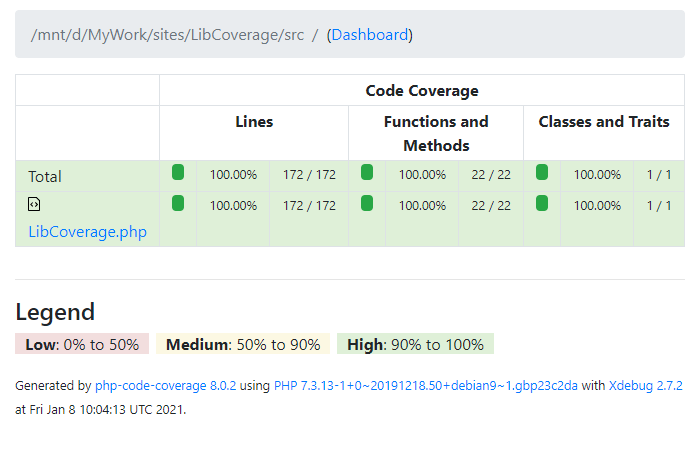 /mnt/d/MyWork/sites/LibCoverage/src / (Dashboard)
Code Coverage
Lines Functions and Methods Classes and Traits
Total 100.00% 172 / 172 100.00% 22 / 22 100.00% 1 / 1
LibCoverage.php 100.00% 172 / 172 100.00% 22 / 22 100.00% 1 / 1
Legend
Low: 0% to 50% Medium: 50% to 90% High: 90% to 100%
Generated by php-code-coverage 8.0.2 using PHP 7.3.13-1+0~20191218.50+debian9~1.gbp23c2da with Xdebug 2.7.2
at Fri Jan 8 10:04:13 UTC 2021.